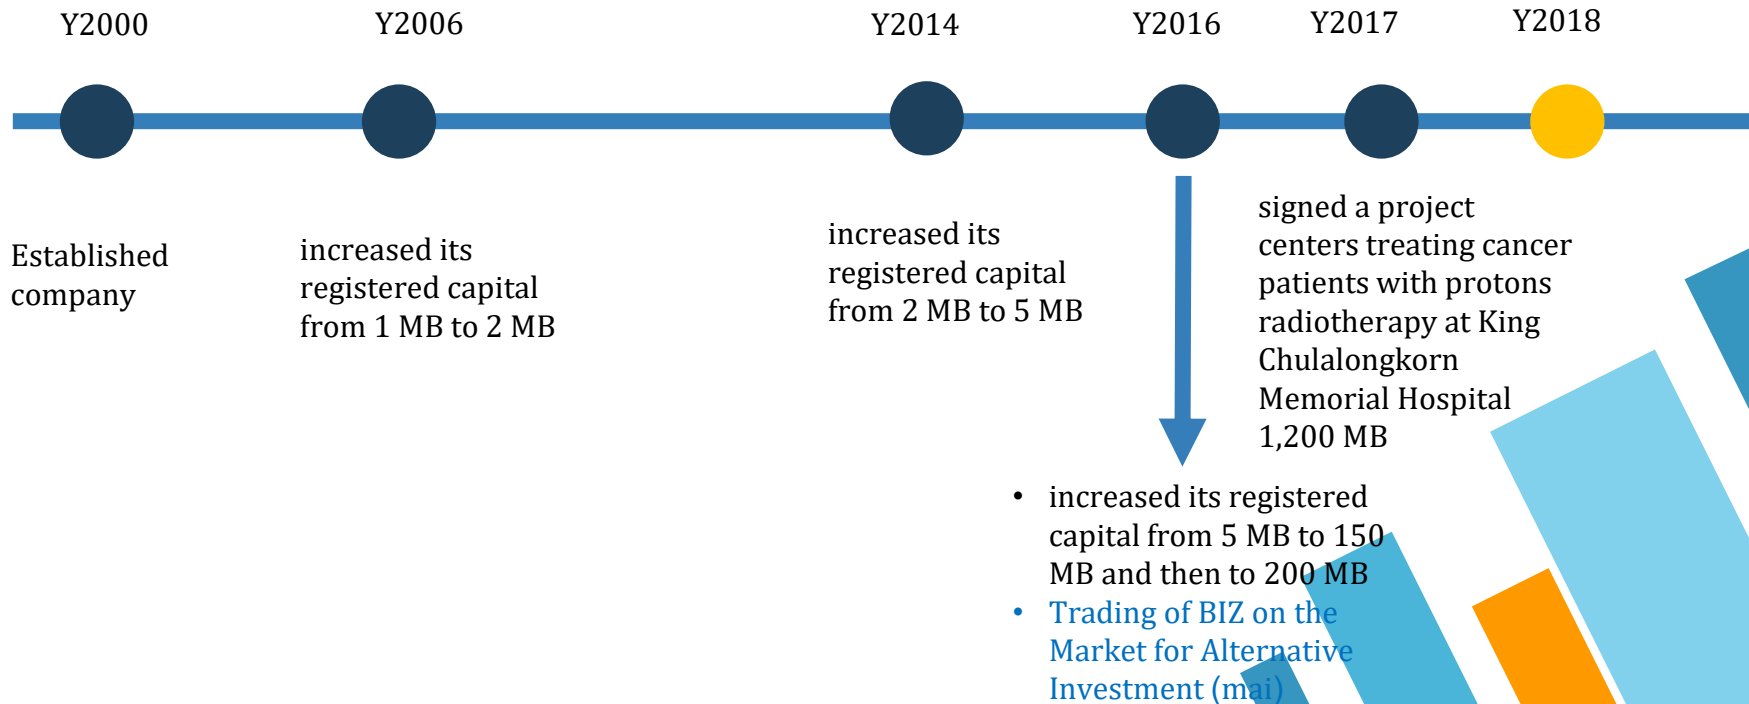 Y2000
Y2006
Y2014
Y2016
Y2017
Y2018
Established
company
increased its
registered capital
from 1 MB to 2 MB
increased its
registered capital
from 2 MB to 5 MB
signed a project
centers treating cancer
patients with protons
radiotherapy at King
Chulalongkorn
Memorial Hospital
1,200 MB
• increased its registered
capital from 5 MB to 150
MB and then to 200 MB
• Trading of BIZ on the
Market for Alternative
Investment (mai)